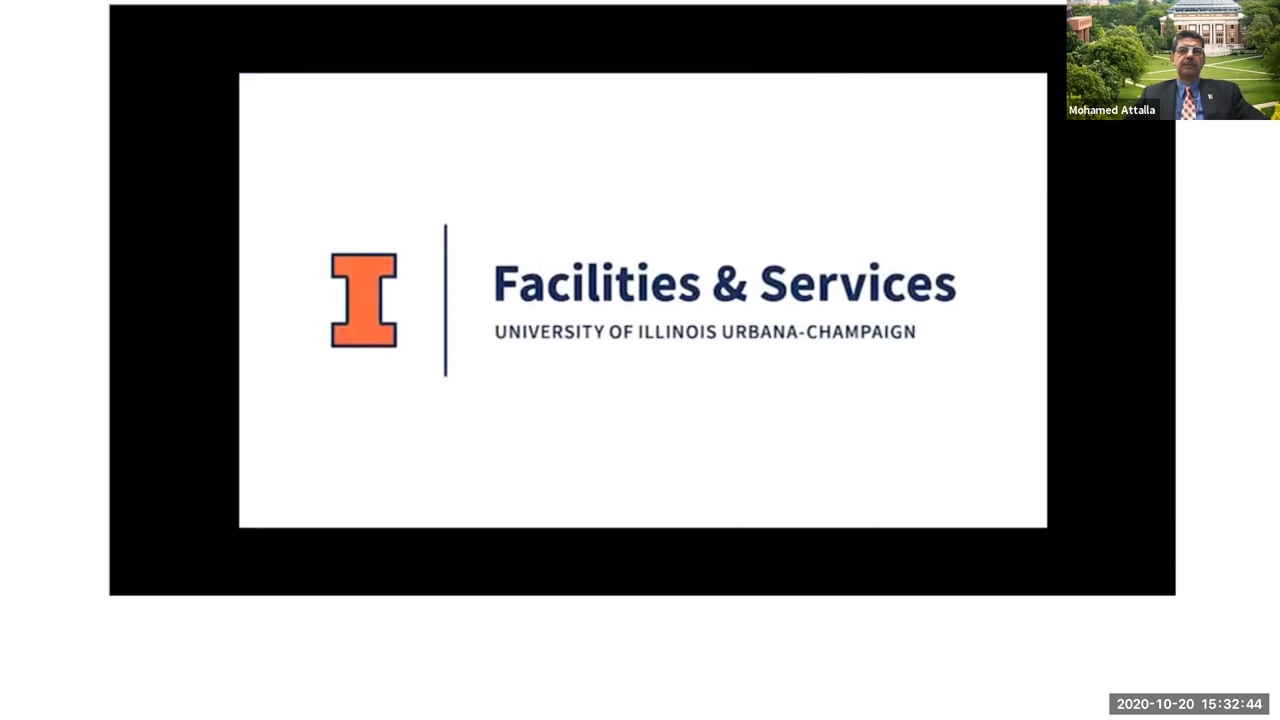 Mohamed Attalla
I
Facilities & Services
UNIVERSITY OF ILLINOIS URBANA-CHAMPAIGN
2020-10-20 15:32:44